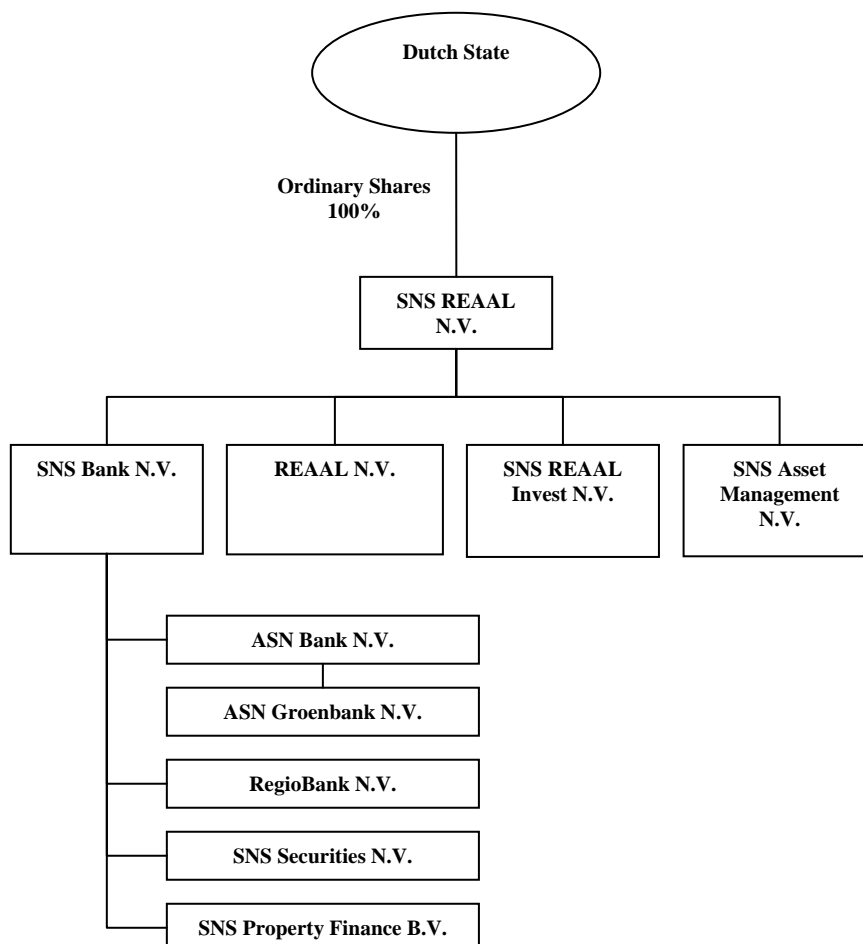 Dutch State
Ordinary Shares
100%
SNS REAAL
N.V.
SNS Bank N.V.
REAAL N.V.
SNS REAAL
Invest N.V.
SNS Asset
Management
N.V.
ASN Bank N.V.
ASN Groenbank N.V.
RegioBank N.V.
SNS Securities N.V.
SNS Property Finance B.V.